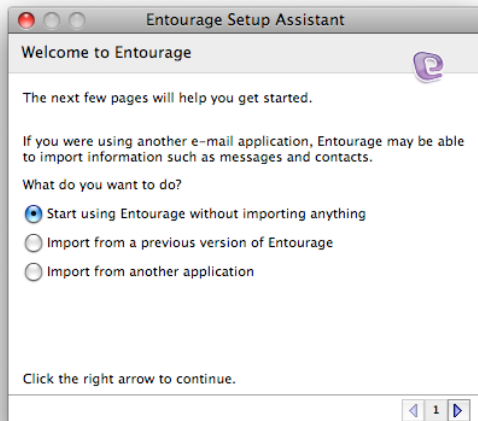 Entourage Setup Assistant
Welcome to Entourage
e
The next few pages will help you get started.
If you were using another e-mail application, Entourage may be able
to import information such as messages and contacts.
What do you want to do?
Start using Entourage without importing anything
Import from a previous version of Entourage
Import from another application
Click the right arrow to continue.
1